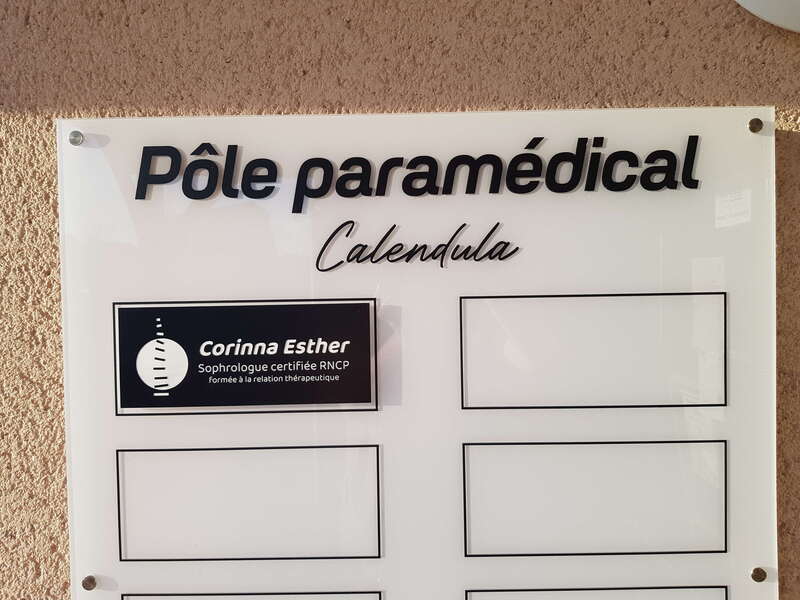 Pôle paramédical
Calendula
Corinna Esther
Sophrologue certifiée RNCP
formée à la relation thérapeutique